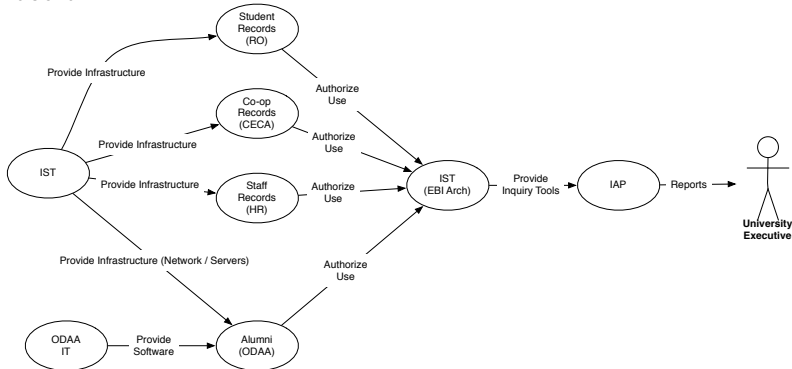 Student
Records
(RO)
Provide Infrastructure
Authorize
Use
Co-op
Records
(CECA)
Provide Infrastructure
Authorize
Use
IST
Provide Infrastructure
Staff
Records
(HR)
Authorize
Use
IST
(EBI Arch)
Provide
Inquiry Tools
IAP
Reports
University
Executive
Provide Infrastructure (Network / Servers)
Authorize
Use
ODAA
IT
Provide
Software
Alumni
(ODAA)